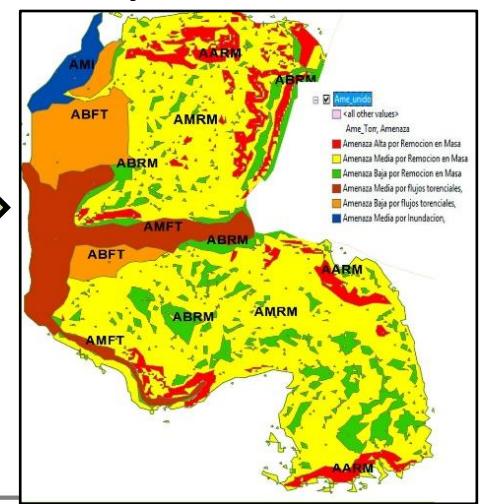 AMI
AARM
ABRM
ABFT
AMRM
ABRM
AMFT
ABRM
ABFT
AARM
ABRM
AMRM
AMFT
AARM
Ame_unido
<all other values>
Ame_Torr, Amenaza
Amenaza Alta por Remocion en Masa
Amenaza Media por Remocion en Masa
Amenaza Baja por Remocion en Masa
Amenaza Media por flujos torenciales,
Amenaza Baja por flujos torenciales,
Amenaza Media por Inundacion,